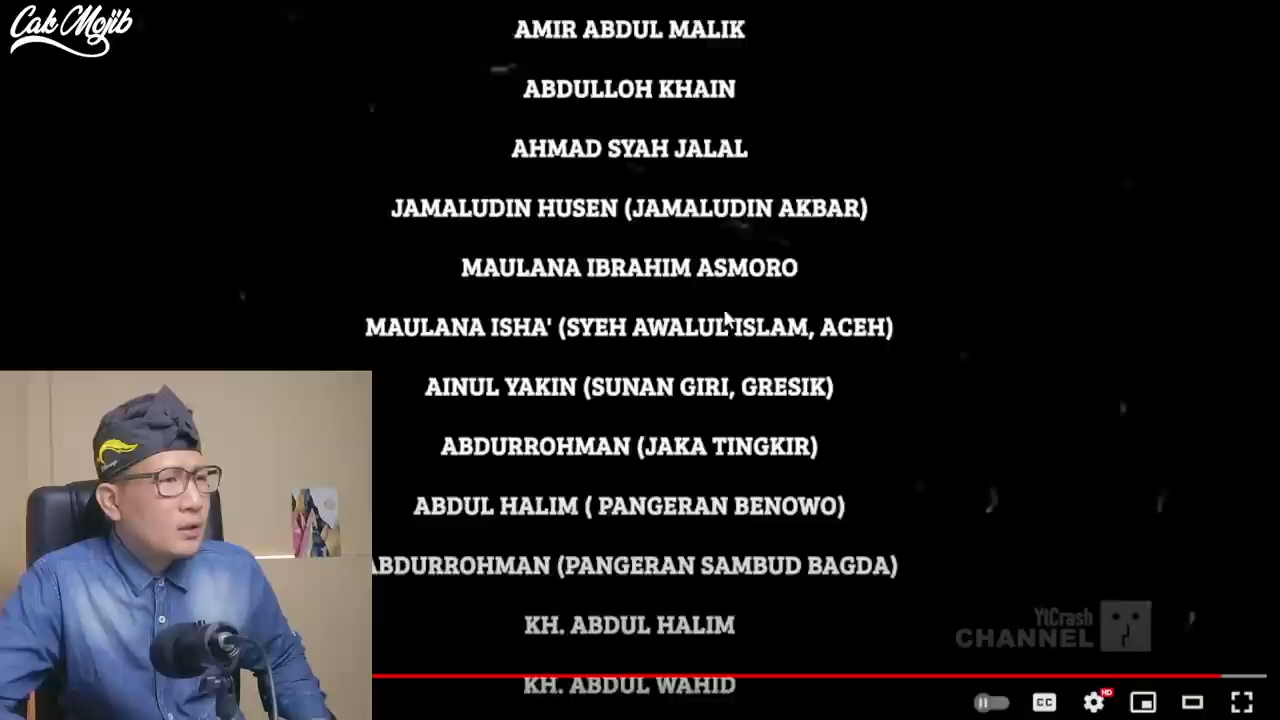 Cak Mojib
AMIR ABDUL MALIK
ABDULLOH KHAIN
AHMAD SYAH JALAL
JAMALUDIN HUSEN (JAMALUDIN AKBAR)
MAULANA IBRAHIM ASMORO
MAULANA ISHA' (SYEH AWALUL ISLAM, ACEH)
AINUL YAKIN (SUNAN GIRI, GRESIK)
ABDURROHMAN (JAKA TINGKIR)
ABDUL HALIM ( PANGERAN BENOWO)
ABDURROHMAN (PANGERAN SAMBUD BAGDA)
KH. ABDUL HALIM
KH. ABDUL WAHID
YtCrash
CHANNEL
CC
HD